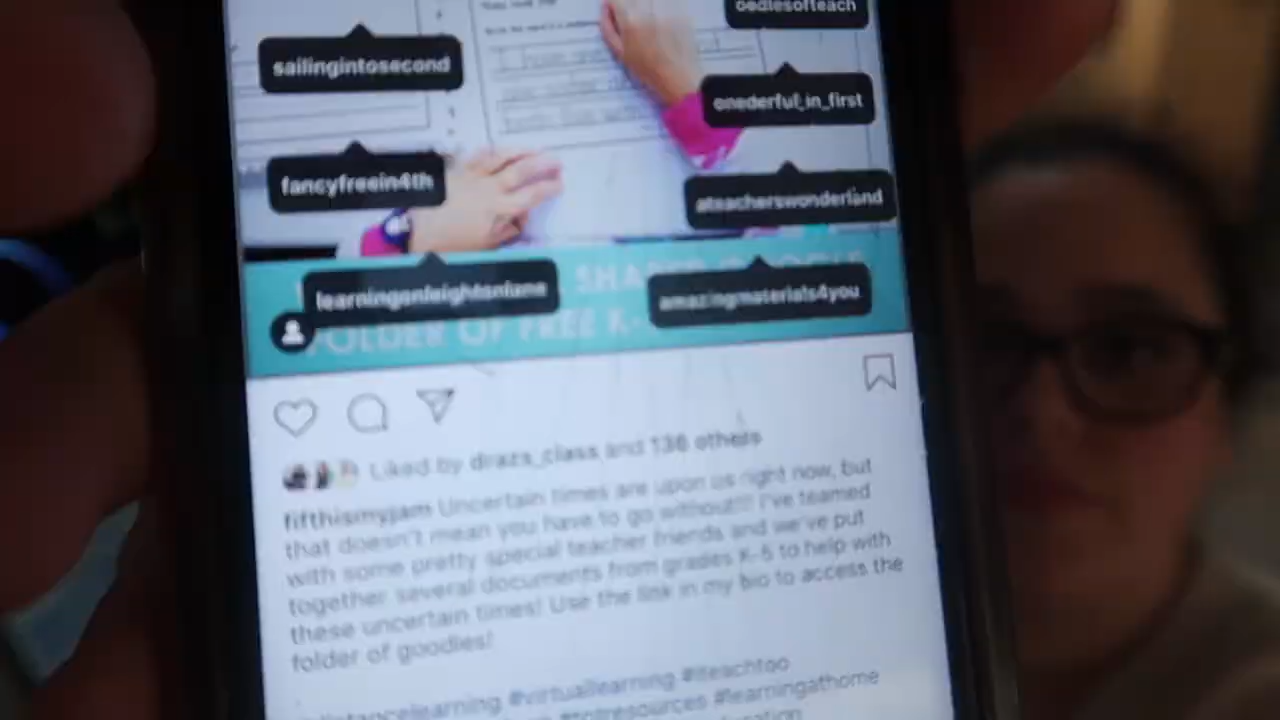 oedlesofteach
sailingintosecond
onederful_in_first
fancyfreein4th
ateacherswonderland
learningonleightonlane
amazingmaterials4you
FOLDER OF FREE K-
Liked by drazs_class and 136 others
fifthismyjam Uncertain times are upon us right now, but
that doesn't mean you have to go without!!! I've teamed
with some pretty special teacher friends and we've put
together several documents from grades K-5 to help with
these uncertain times! Use the link in my bio to access the
folder of goodies!
#virtuallearning #iteachtoo
#tptresources #learningathome